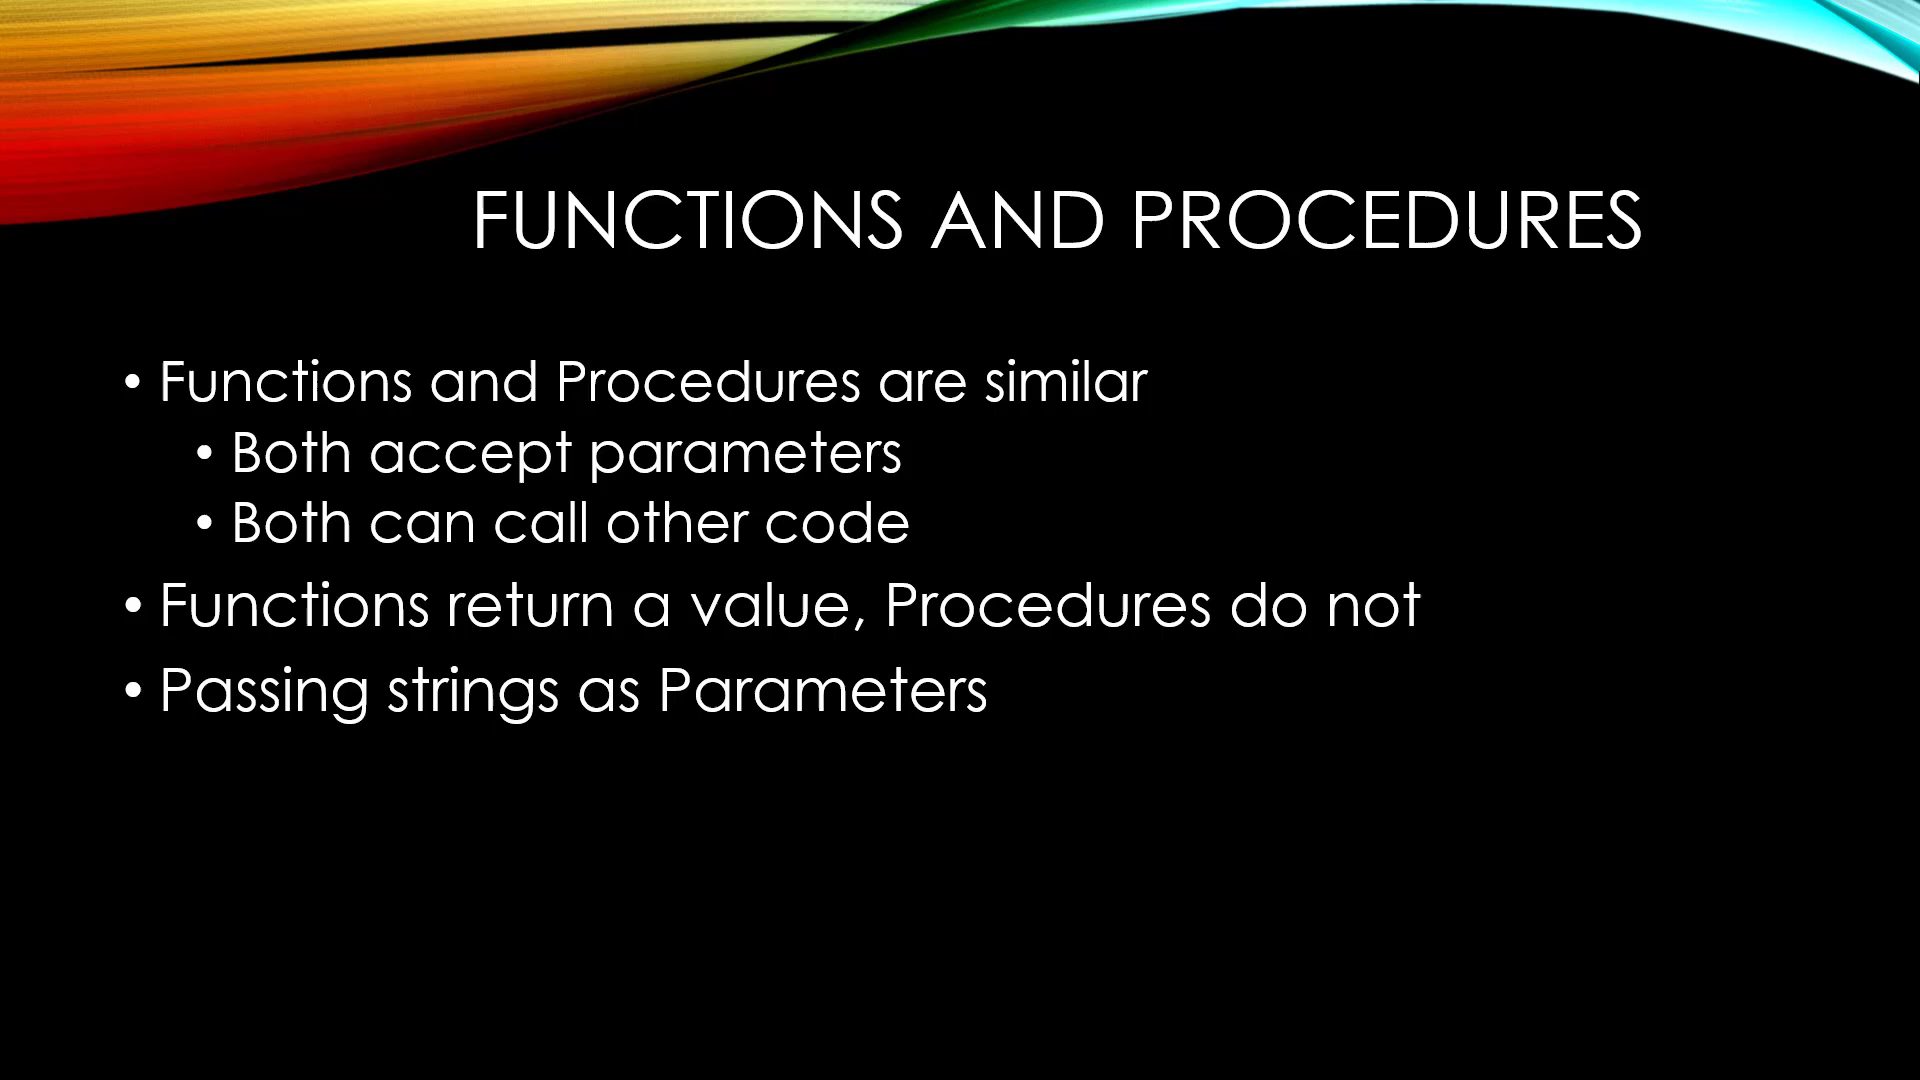 FUNCTIONS AND PROCEDURES
• Functions and Procedures are similar
• Both accept parameters
• Both can call other code
• Functions return a value, Procedures do not
• Passing strings as Parameters